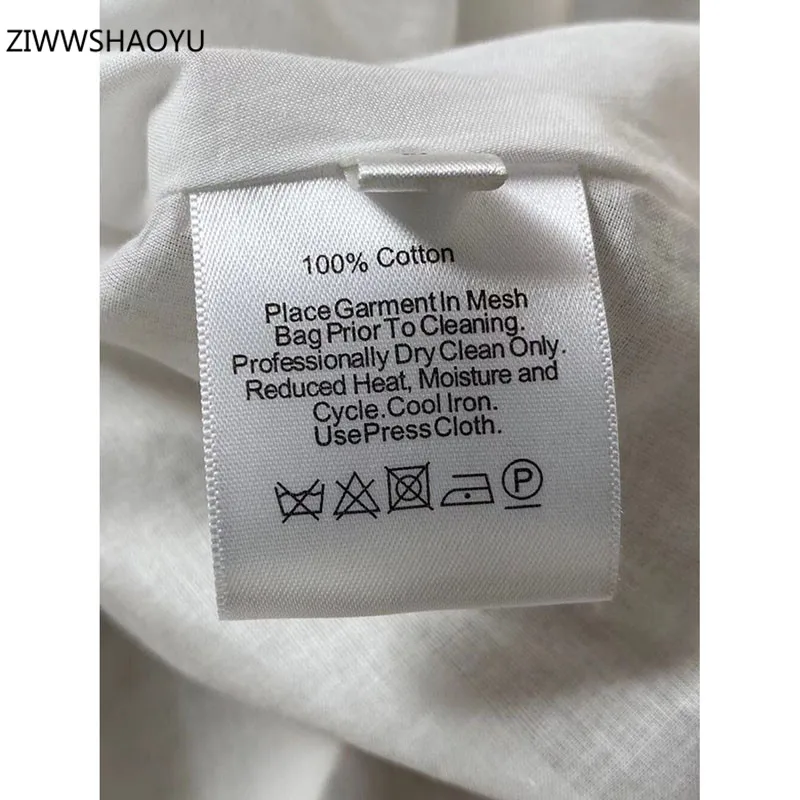 ZIWWSHAOYU
100% Cotton
Place Garment In Mesh
Bag Prior To Cleaning.
Professionally Dry Clean Only.
Reduced Heat, Moisture and
Cycle. Cool Iron.
Use Press Cloth.
P